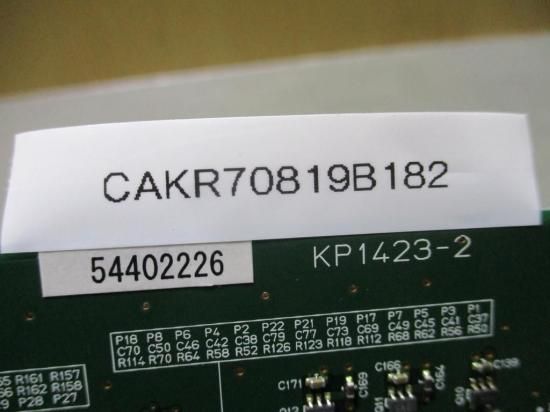 CAKR70819B182
54402226
KP1423-2
P18 P8 P6 P4 P2 P22 P21 P19 P17 P7 P5 P3 P1
C70 C50 C46 C42 C38 C79 C77 C73 C69 C49 C45 C41 C37
R114 R70 R64 R58 R52 R126 R123 R118 R112 R68 R62 R56 R50
R161 R157
R162 R158
P28 P27
C171
C169
C166
C164
C139